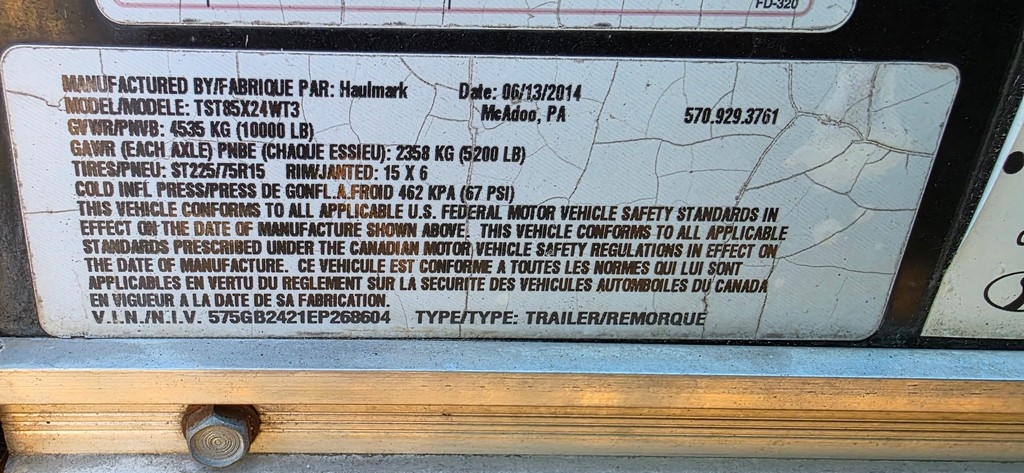 FD-320
MANUFACTURED BY/FABRIQUE PAR: Haulmark Date: 06/13/2014
MODEL/MODELE: TST85X24WT3 McAdoo, PA 570.929.3761
GVWR/PNVB: 4535 KG (10000 LB)
GAWR (EACH AXLE) PNBE (CHAQUE ESSIEU): 2358 KG (5200 LB)
TIRES/PNEU: ST225/75R15 RIM/JANTED: 15 X 6
COLD INFL PRESS/PRESS DE GONFL.A.FROID 462 KPA (67 PSI)
THIS VEHICLE CONFORMS TO ALL APPLICABLE U.S. FEDERAL MOTOR VEHICLE SAFETY STANDARDS IN
EFFECT ON THE DATE OF MANUFACTURE SHOWN ABOVE. THIS VEHICLE CONFORMS TO ALL APPLICABLE
STANDARDS PRESCRIBED UNDER THE CANADIAN MOTOR VEHICLE SAFETY REGULATIONS IN EFFECT ON
THE DATE OF MANUFACTURE. CE VEHICULE EST CONFORME A TOUTES LES NORMES QUI LUI SONT
APPLICABLES EN VERTU DU REGLEMENT SUR LA SECURITE DES VEHICULES AUTOMBOILES DU CANADA
EN VIGUEUR A LA DATE DE SA FABRICATION.
V.I.N./N.I.V. 575GB2421EP268604 TYPE/TYPE: TRAILER/REMORQUE